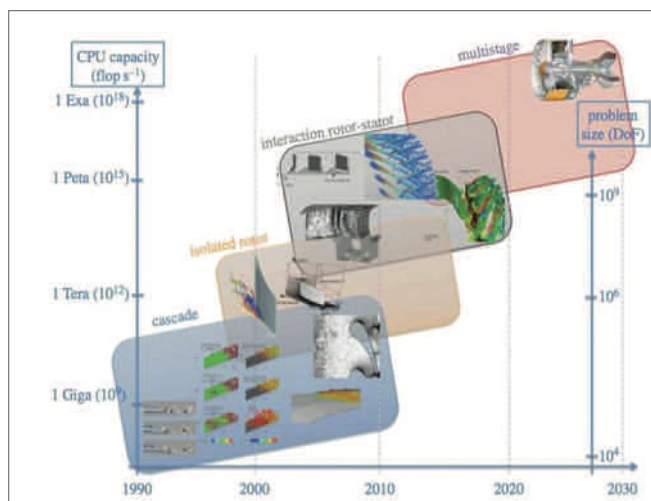 CPU capacity
(flop s⁻¹)
1 Exa (10¹⁸)
1 Peta (10¹⁵)
1 Tera (10¹²)
1 Giga (10⁹)
multistage
interaction rotor-stator
isolated rotor
cascade
problem
size (DoF)
10⁹
10⁶
10⁴
1990
2000
2010
2020
2030